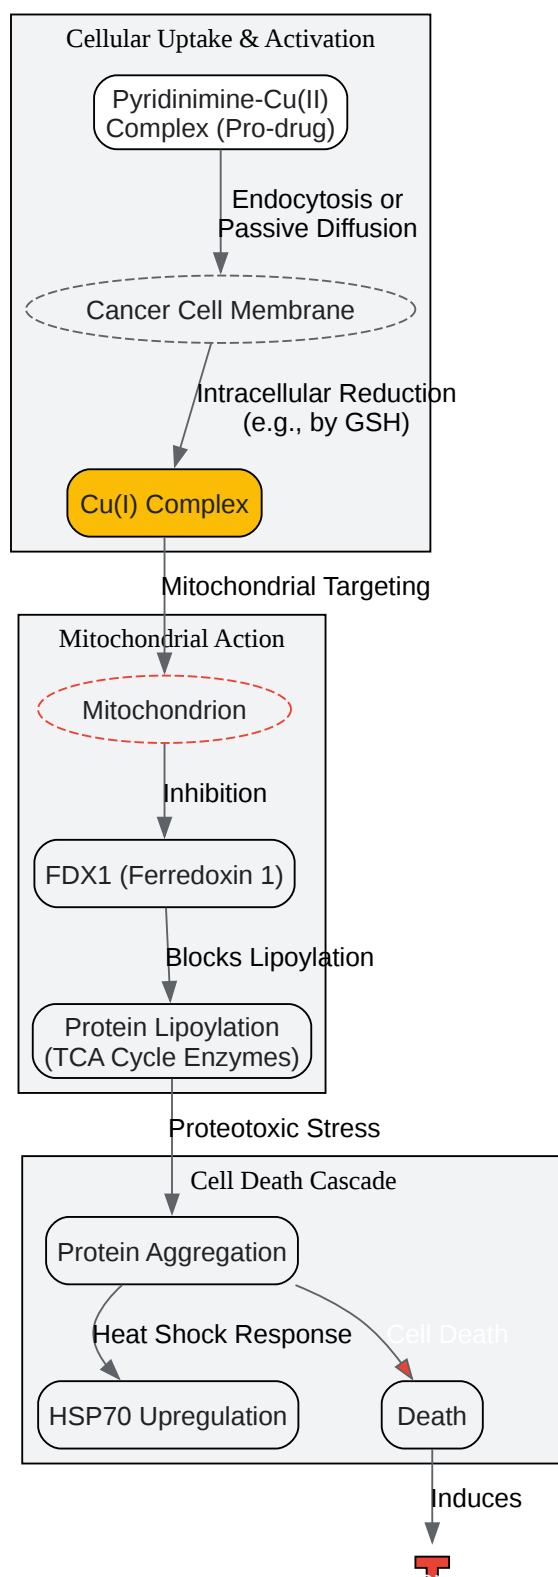 Cellular Uptake & Activation
Pyridinimine-Cu(II)
Complex (Pro-drug)
Endocytosis or
Passive Diffusion
Cancer Cell Membrane
Intracellular Reduction
(e.g., by GSH)
Cu(I) Complex
Mitochondrial Targeting
Mitochondrial Action
Mitochondrion
Inhibition
FDX1 (Ferredoxin 1)
Blocks Lipoylation
Protein Lipoylation
(TCA Cycle Enzymes)
Proteotoxic Stress
Cell Death Cascade
Protein Aggregation
Heat Shock Response
Cell Death
HSP70 Upregulation
Death
Induces